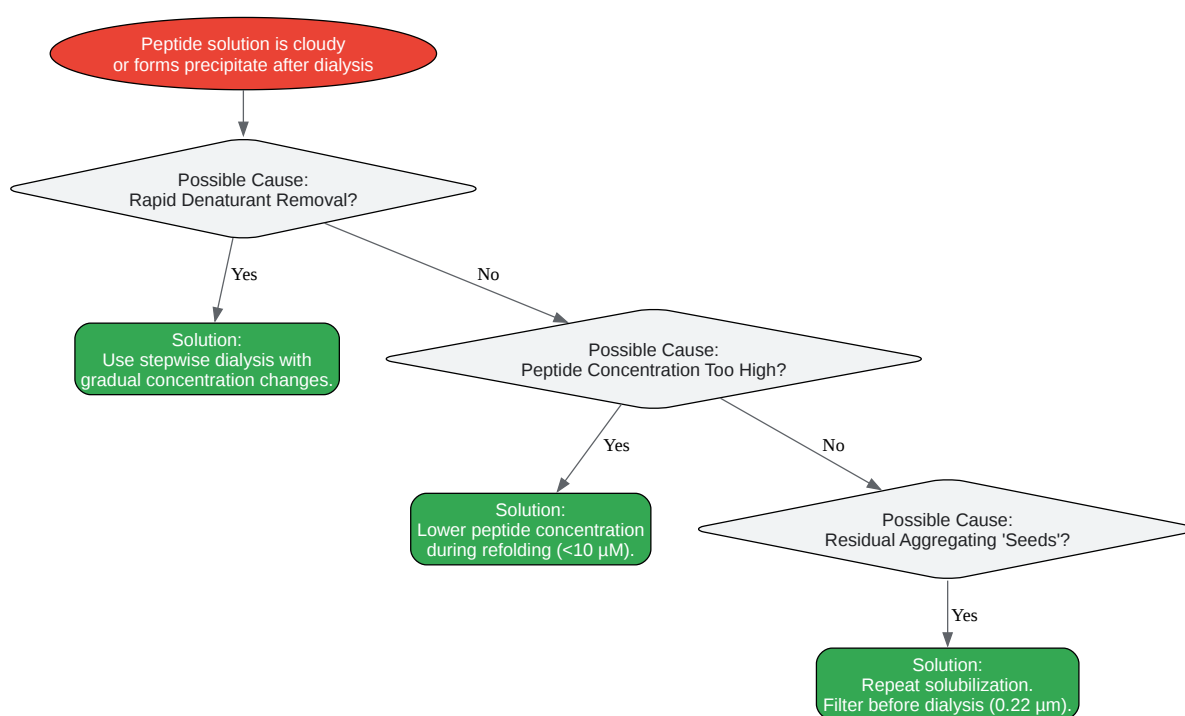 Peptide solution is cloudy
or forms precipitate after dialysis
Possible Cause:
Rapid Denaturant Removal?
Yes
No
Solution:
Use stepwise dialysis with
gradual concentration changes.
Possible Cause:
Peptide Concentration Too High?
Yes
No
Solution:
Lower peptide concentration
during refolding (<10 µM).
Possible Cause:
Residual Aggregating 'Seeds'?
Yes
Solution:
Repeat solubilization.
Filter before dialysis (0.22 µm).